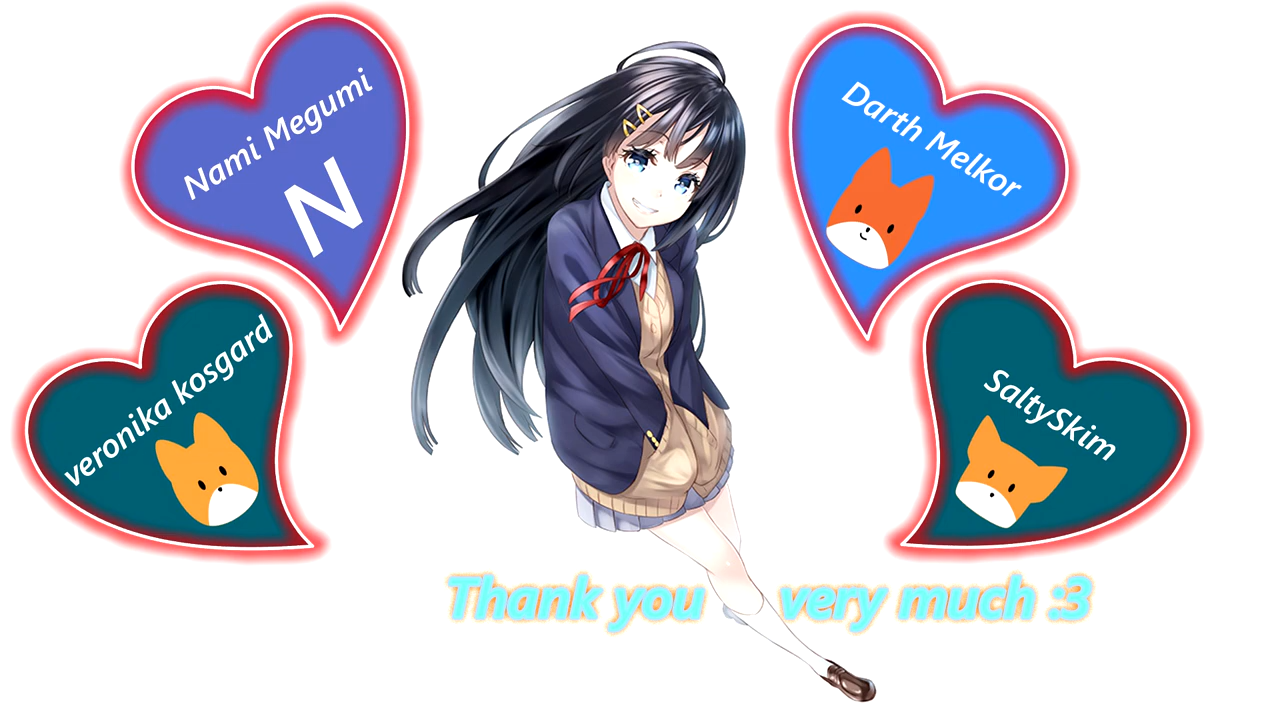 Nami Megumi
N
Darth Melkor
veronika kosgard
SaltySkim
Thank you very much :3